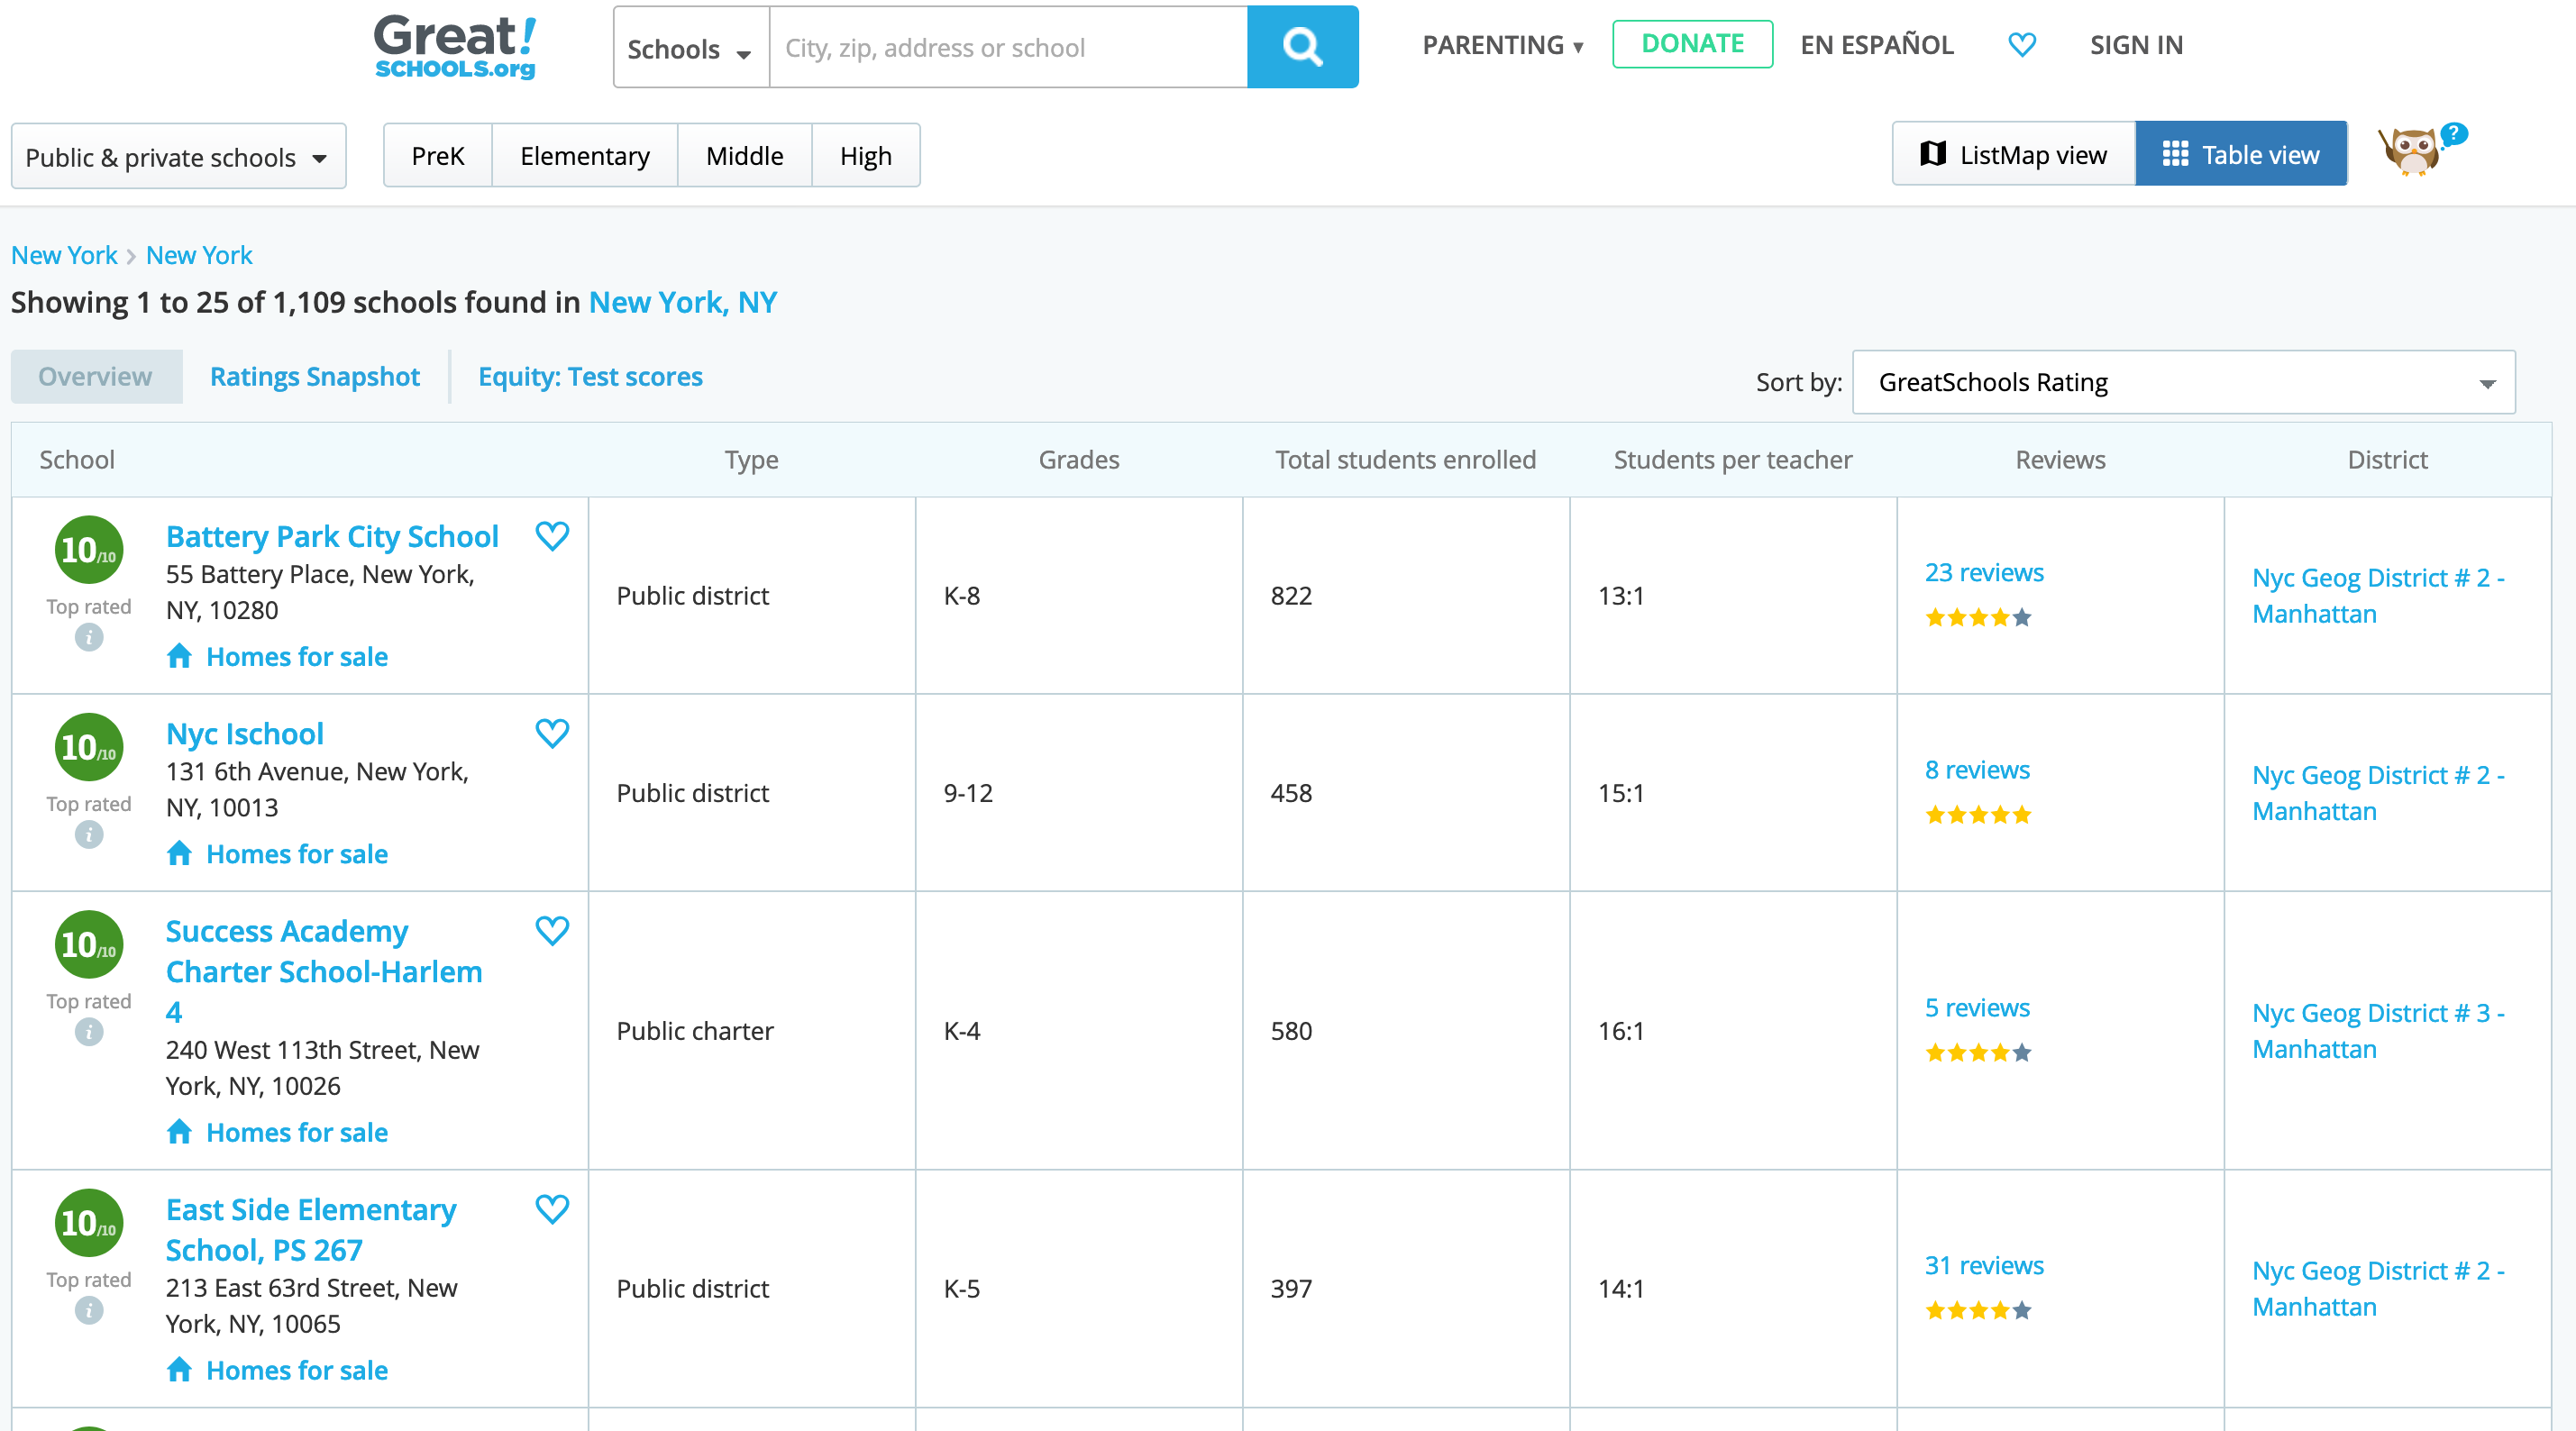 Great!
SCHOOLS.org
Schools
City, zip, address or school
PARENTING ▾
DONATE
EN ESPAÑOL
SIGN IN
Public & private schools
PreK
Elementary
Middle
High
ListMap view
Table view
?
New York > New York
Showing 1 to 25 of 1,109 schools found in New York, NY
Overview
Ratings Snapshot
Equity: Test scores
Sort by:
GreatSchools Rating
School
Type
Grades
Total students enrolled
Students per teacher
Reviews
District
10/10
Top rated
i
Battery Park City School
55 Battery Place, New York,
NY, 10280
Homes for sale
Public district
K-8
822
13:1
23 reviews
Nyc Geog District # 2 -
Manhattan
10/10
Top rated
i
Nyc Ischool
131 6th Avenue, New York,
NY, 10013
Homes for sale
Public district
9-12
458
15:1
8 reviews
Nyc Geog District # 2 -
Manhattan
10/10
Top rated
i
Success Academy
Charter School-Harlem
4
240 West 113th Street, New
York, NY, 10026
Homes for sale
Public charter
K-4
580
16:1
5 reviews
Nyc Geog District # 3 -
Manhattan
10/10
Top rated
i
East Side Elementary
School, PS 267
213 East 63rd Street, New
York, NY, 10065
Homes for sale
Public district
K-5
397
14:1
31 reviews
Nyc Geog District # 2 -
Manhattan